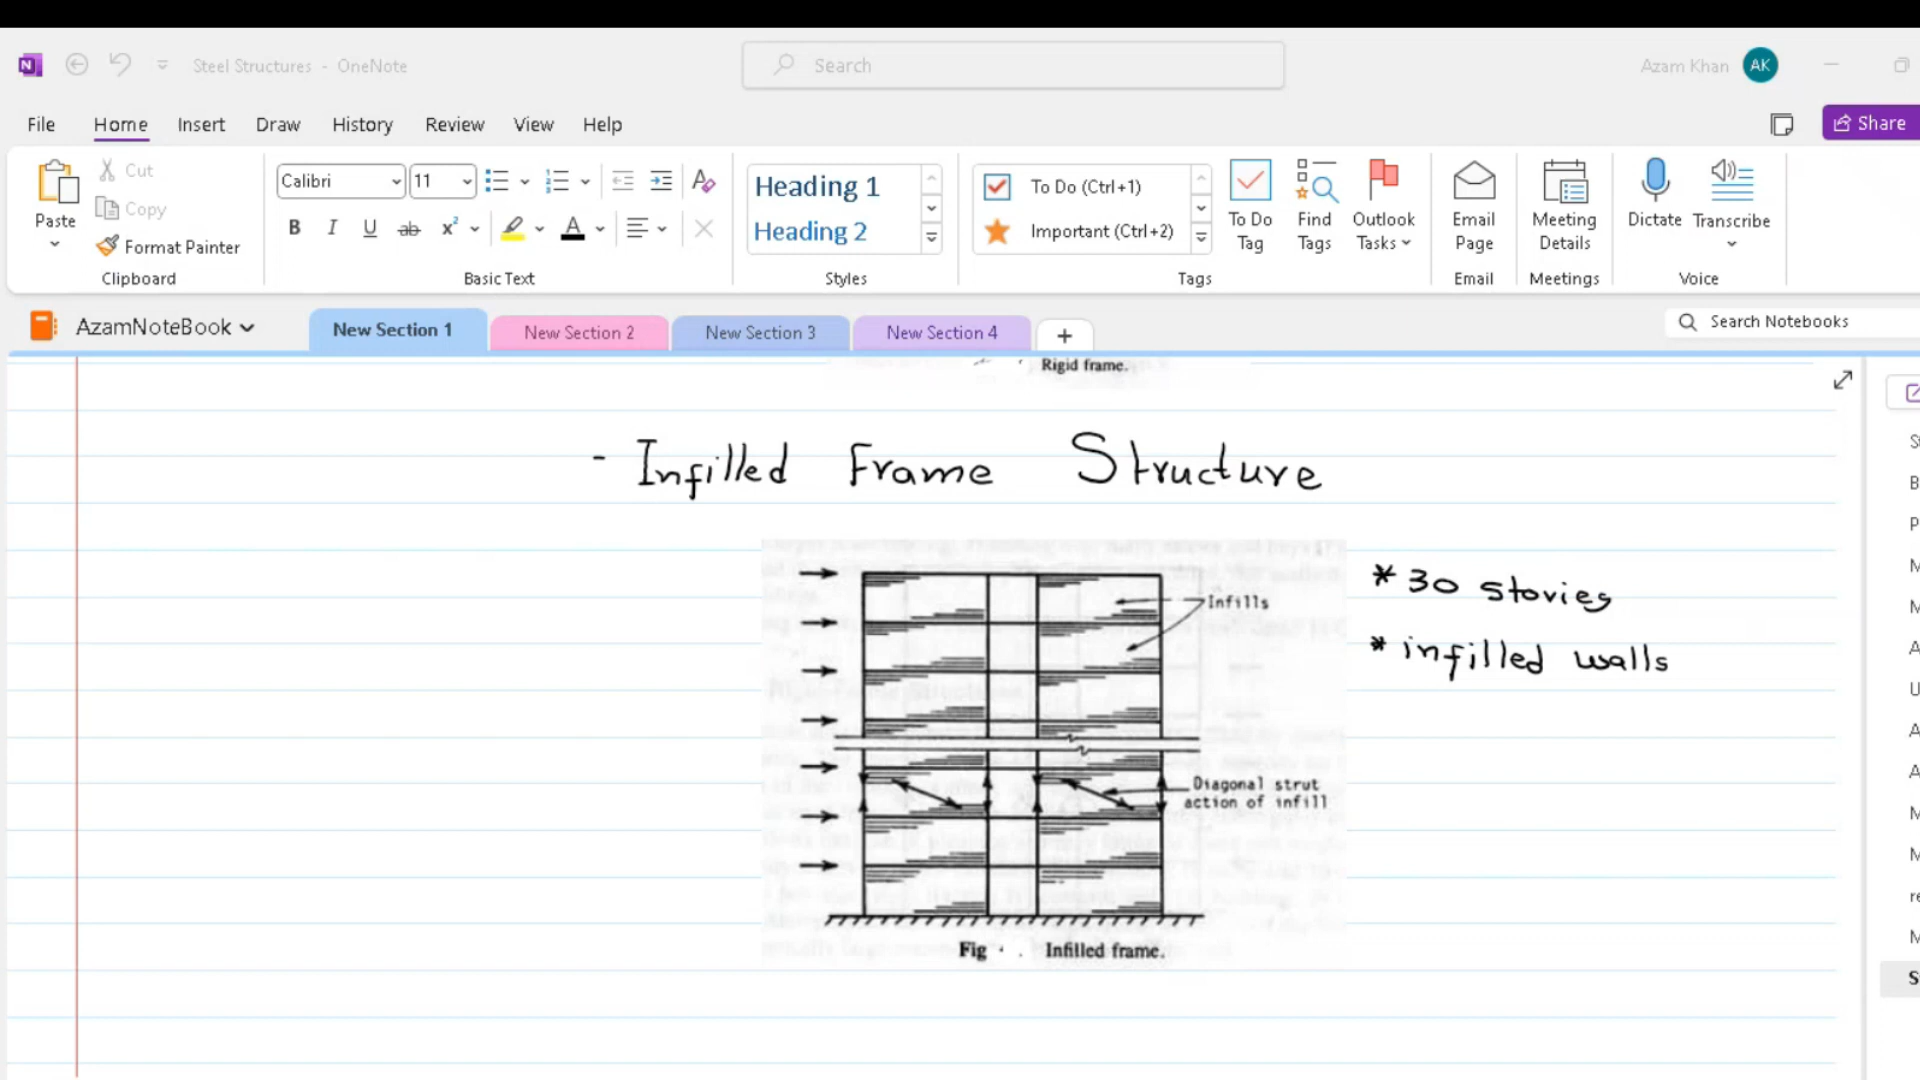 Steel Structures - OneNote
Search
Azam Khan
AK
File Home Insert Draw History Review View Help
Share
Paste
Cut
Copy
Format Painter
Clipboard
Calibri
11
B I U ab x²
A
Basic Text
Heading 1
Heading 2
Styles
To Do (Ctrl+1)
Important (Ctrl+2)
Tags
To Do Tag
Find Tags
Outlook Tasks
Email Page
Email
Meeting Details
Meetings
Dictate
Transcribe
Voice
AzamNoteBook
New Section 1
New Section 2
New Section 3
New Section 4
+
Search Notebooks
Rigid frame.
- Infilled Frame Structure
Infills
* 30 stories
* infilled walls
Diagonal strut
action of infill
Fig . . Infilled frame.